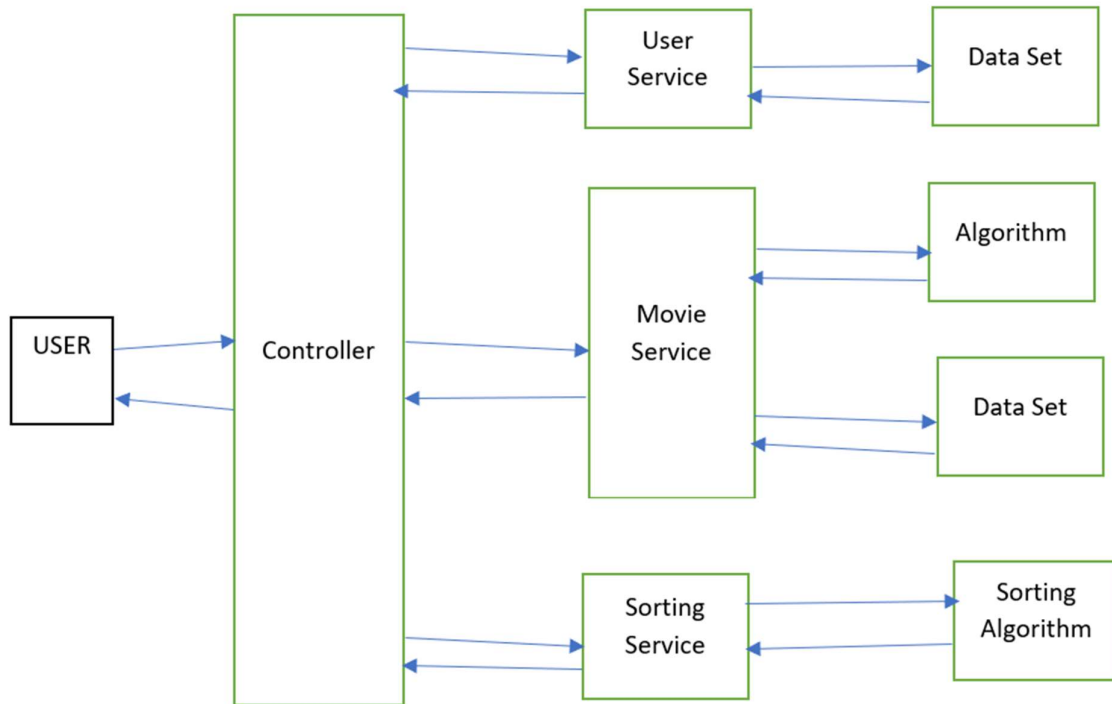 User
Service
Data Set
Algorithm
USER
Controller
Movie
Service
Data Set
Sorting
Service
Sorting
Algorithm